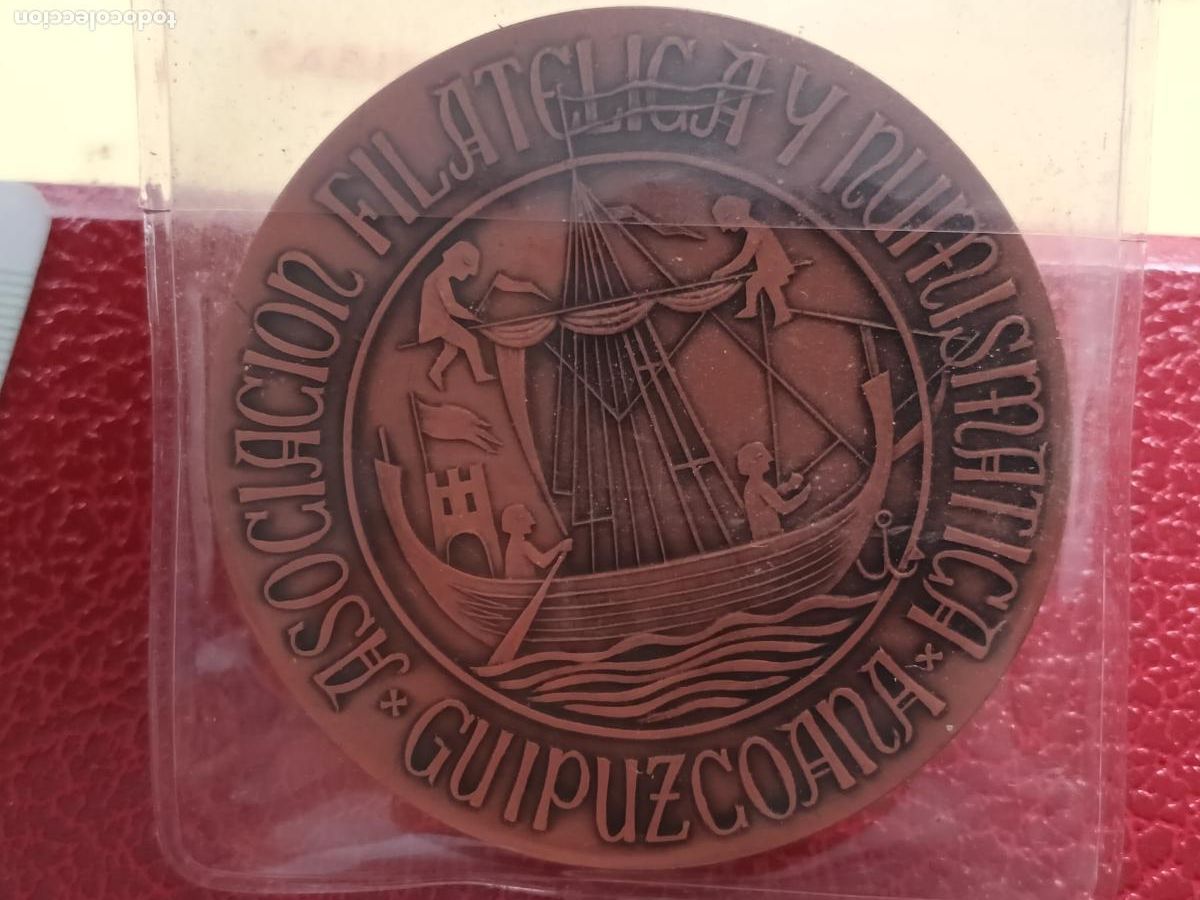 todocoleccion
ASOCIACION FILATELICA Y NUMISMATICA
GUIPUZCOANA